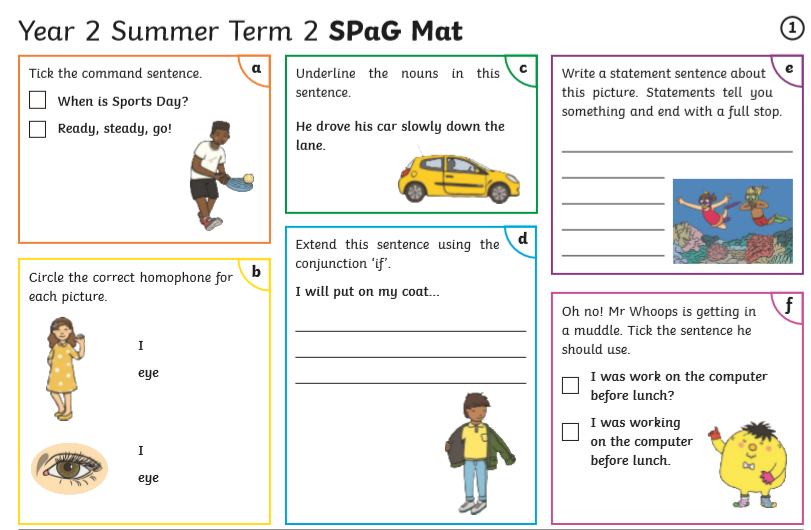 Year 2 Summer Term 2 SPaG Mat
1
a
Tick the command sentence.
When is Sports Day?
Ready, steady, go!
b
Circle the correct homophone for
each picture.
I
eye
I
eye
c
Underline the nouns in this
sentence.
He drove his car slowly down the
lane.
d
Extend this sentence using the
conjunction ‘if’.
I will put on my coat...
e
Write a statement sentence about
this picture. Statements tell you
something and end with a full stop.
f
Oh no! Mr Whoops is getting in
a muddle. Tick the sentence he
should use.
I was work on the computer
before lunch?
I was working
on the computer
before lunch.